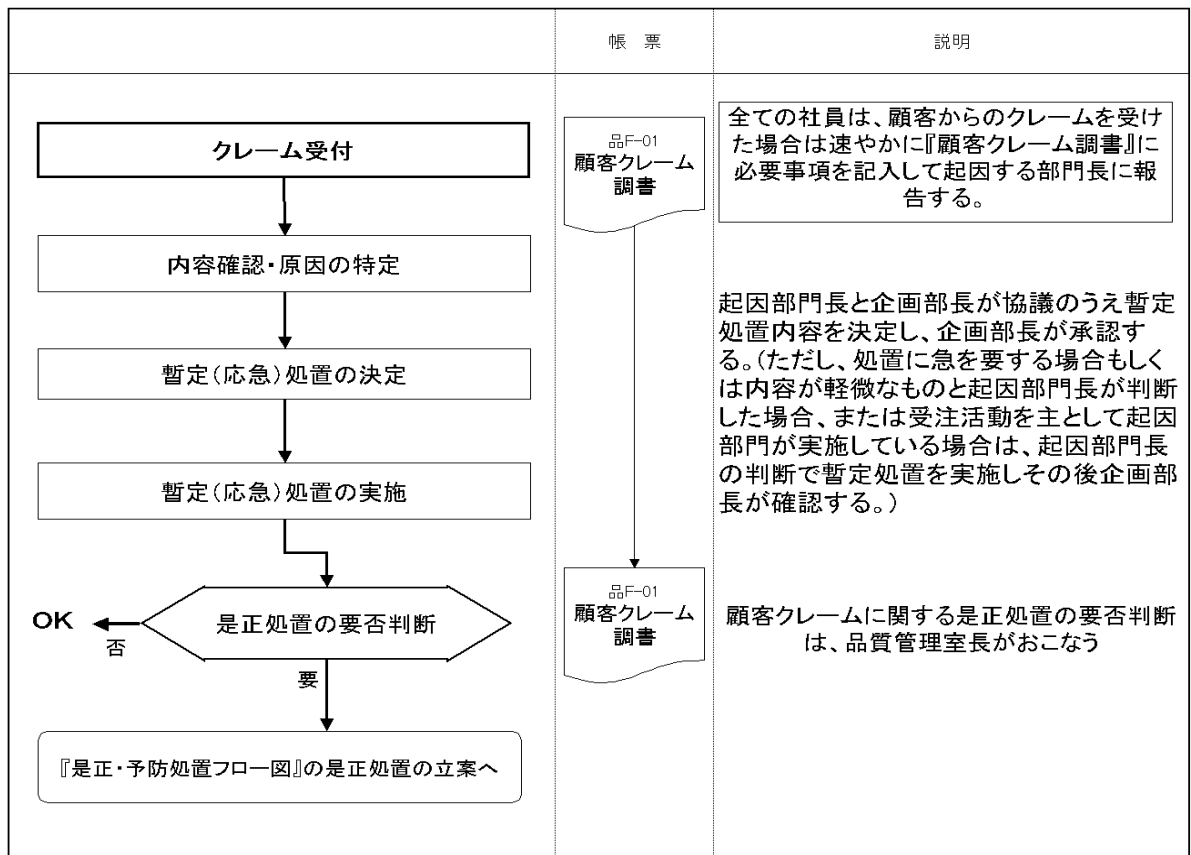 帳 票
説明
クレーム受付
品F-01
顧客クレーム
調書
全ての社員は、顧客からのクレームを受け
た場合は速やかに『顧客クレーム調書』に
必要事項を記入して起因する部門長に報
告する。
内容確認・原因の特定
暫定(応急)処置の決定
暫定(応急)処置の実施
起因部門長と企画部長が協議のうえ暫定
処置内容を決定し、企画部長が承認す
る。(ただし、処置に急を要する場合もしく
は内容が軽微なものと起因部門長が判断
した場合、または受注活動を主として起因
部門が実施している場合は、起因部門長
の判断で暫定処置を実施しその後企画部
長が確認する。)
OK
否
是正処置の要否判断
要
品F-01
顧客クレーム
調書
顧客クレームに関する是正処置の要否判断
は、品質管理室長がおこなう
『是正・予防処置フロー図』の是正処置の立案へ